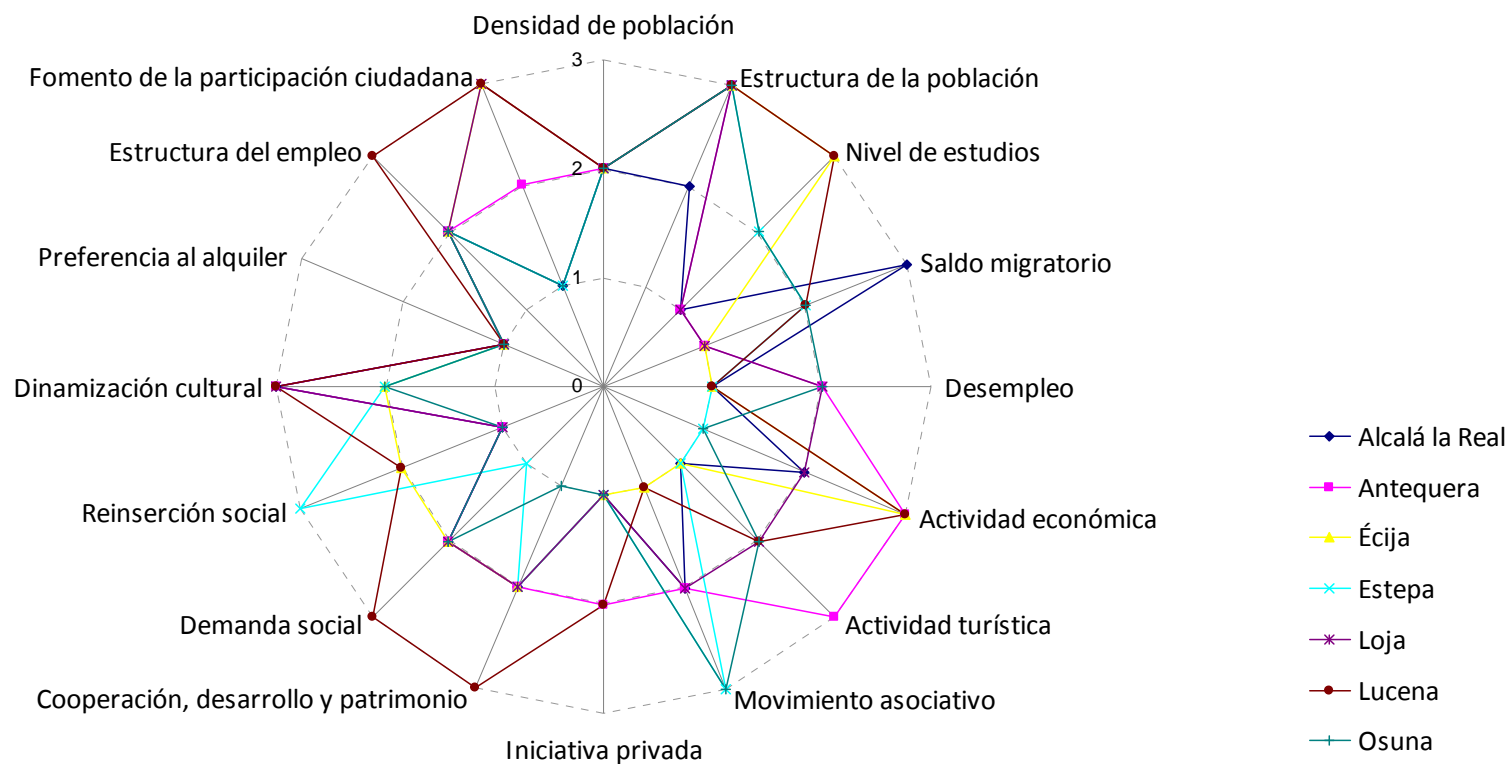 Densidad de población
3
Fomento de la participación ciudadana
Estructura de la población
Estructura del empleo
2
Nivel de estudios
Preferencia al alquiler
1
Saldo migratorio
Dinamización cultural
0
Desempleo
Alcalá la Real
Antequera
Reinserción social
Actividad económica
Écija
Estepa
Demanda social
Actividad turística
Loja
Cooperación, desarrollo y patrimonio
Movimiento asociativo
Lucena
Iniciativa privada
Osuna